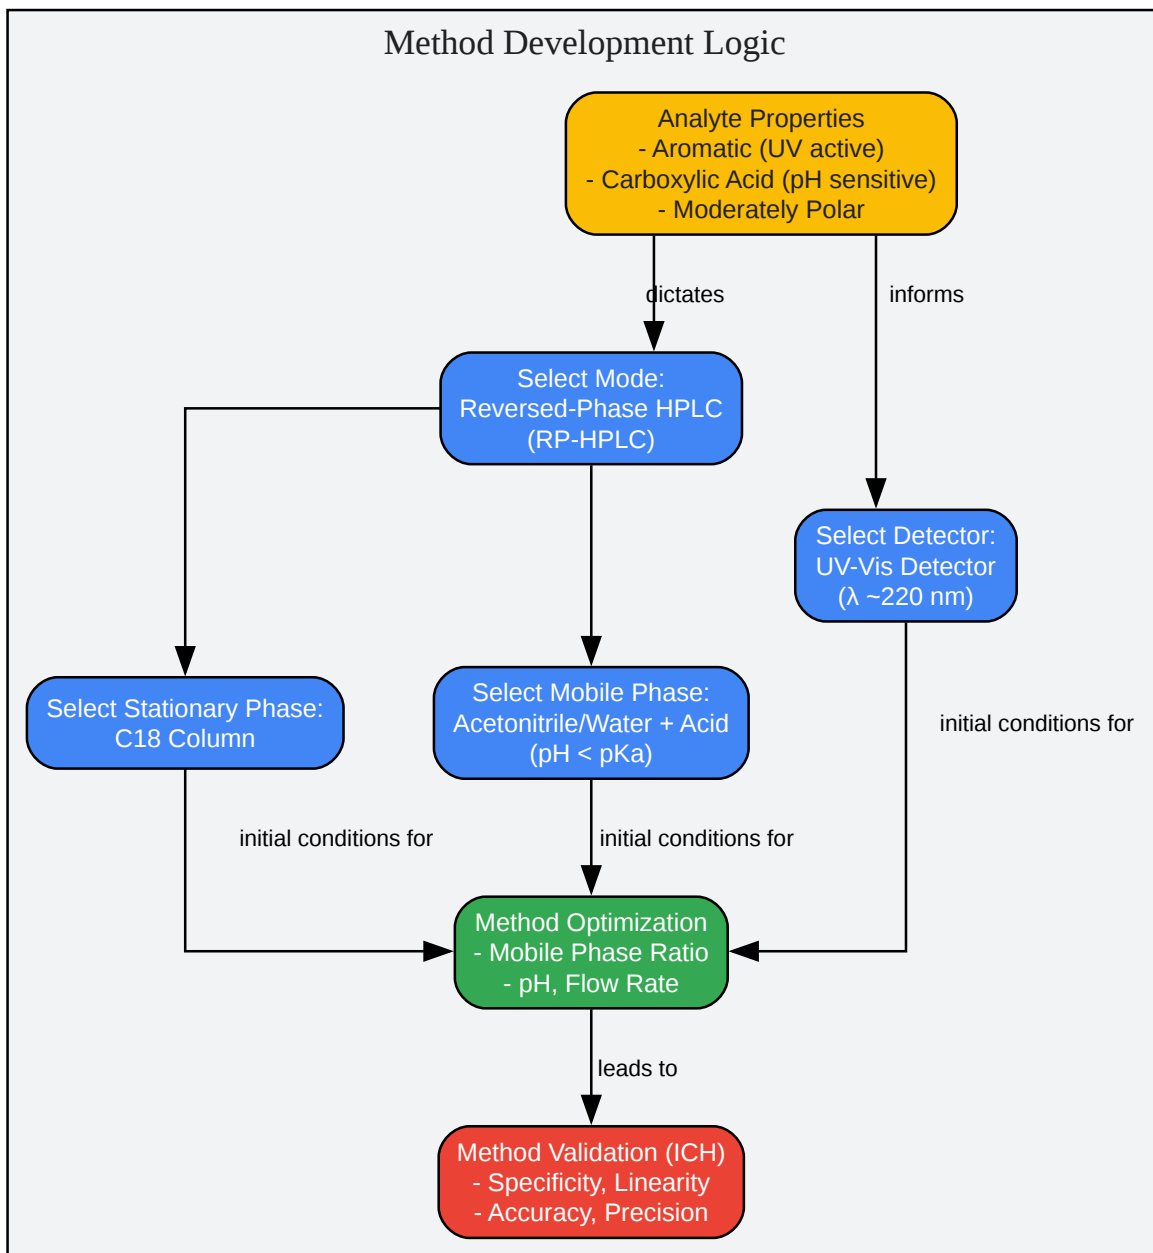 Method Development Logic
Analyte Properties
- Aromatic (UV active)
- Carboxylic Acid (pH sensitive)
- Moderately Polar
dictates
informs
Select Mode:
Reversed-Phase HPLC
(RP-HPLC)
Select Detector:
UV-Vis Detector
(λ ~220 nm)
Select Stationary Phase:
C18 Column
Select Mobile Phase:
Acetonitrile/Water + Acid
(pH < pKa)
initial conditions for
initial conditions for
initial conditions for
Method Optimization
- Mobile Phase Ratio
- pH, Flow Rate
leads to
Method Validation (ICH)
- Specificity, Linearity
- Accuracy, Precision